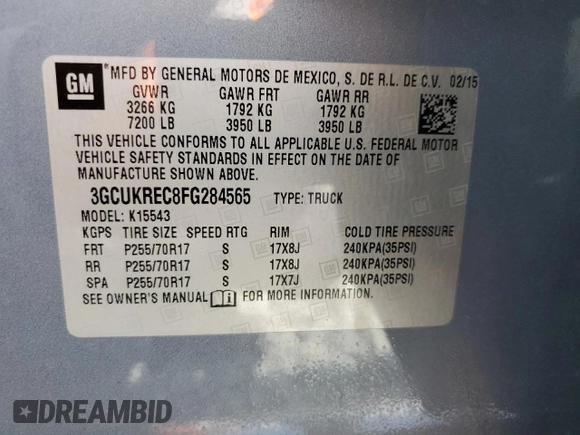 GM
® MFD BY GENERAL MOTORS DE MEXICO, S. DE R.L. DE C.V. 02/15
GVWR GAWR FRT GAWR RR
3266 KG 1792 KG 1792 KG
7200 LB 3950 LB 3950 LB
THIS VEHICLE CONFORMS TO ALL APPLICABLE U.S. FEDERAL MOTOR
VEHICLE SAFETY STANDARDS IN EFFECT ON THE DATE OF
MANUFACTURE SHOWN ABOVE.
3GCUKREC8FG284565 TYPE: TRUCK
MODEL: K15543
KGPS TIRE SIZE SPEED RTG RIM COLD TIRE PRESSURE
FRT P255/70R17 S 17X8J 240KPA(35PSI)
RR P255/70R17 S 17X8J 240KPA(35PSI)
SPA P255/70R17 S 17X7J 240KPA(35PSI)
SEE OWNER'S MANUAL i FOR MORE INFORMATION.
DREAMBID